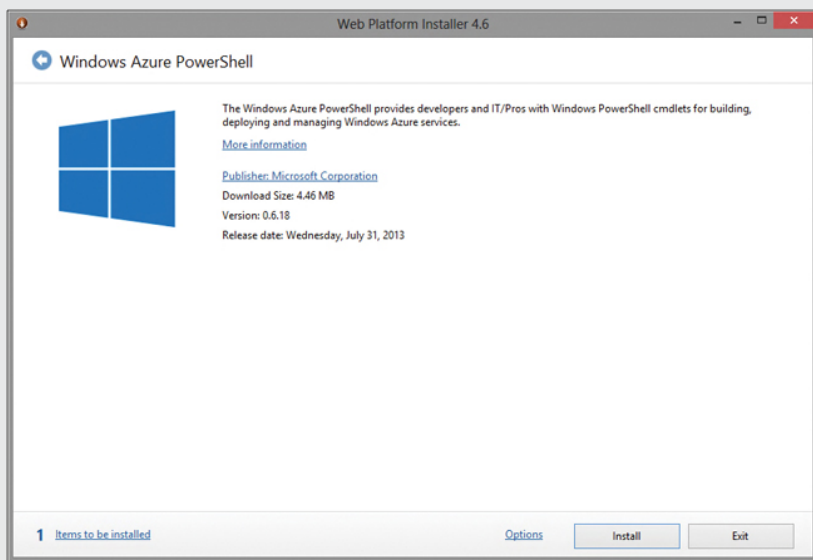 Web Platform Installer 4.6
Windows Azure PowerShell
The Windows Azure PowerShell provides developers and IT/Pros with Windows PowerShell cmdlets for building,
deploying and managing Windows Azure services.
More information
Publisher: Microsoft Corporation
Download Size: 4.46 MB
Version: 0.6.18
Release date: Wednesday, July 31, 2013
1 Items to be installed
Options
Install
Exit